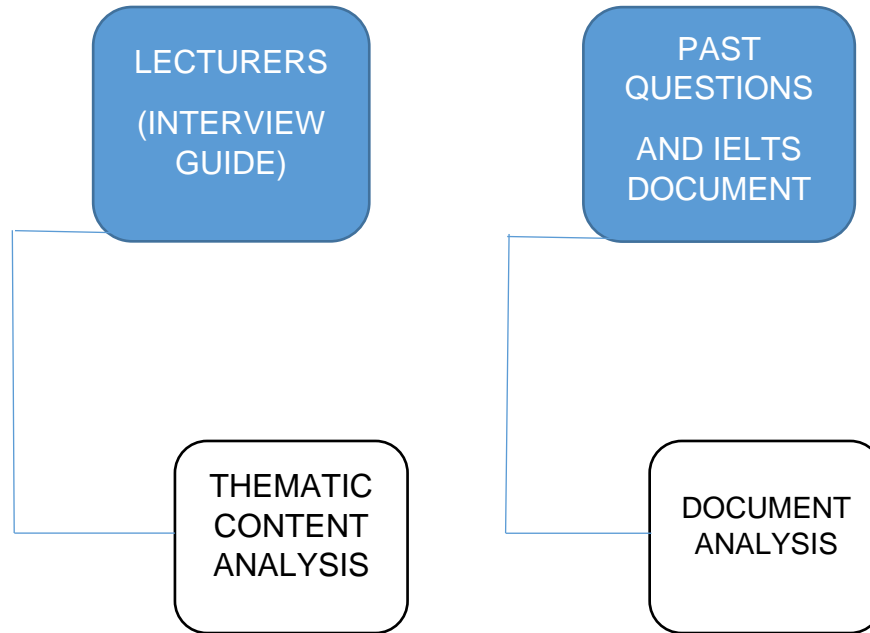 LECTURERS
(INTERVIEW
GUIDE)
PAST
QUESTIONS
AND IELTS
DOCUMENT
THEMATIC
CONTENT
ANALYSIS
DOCUMENT
ANALYSIS